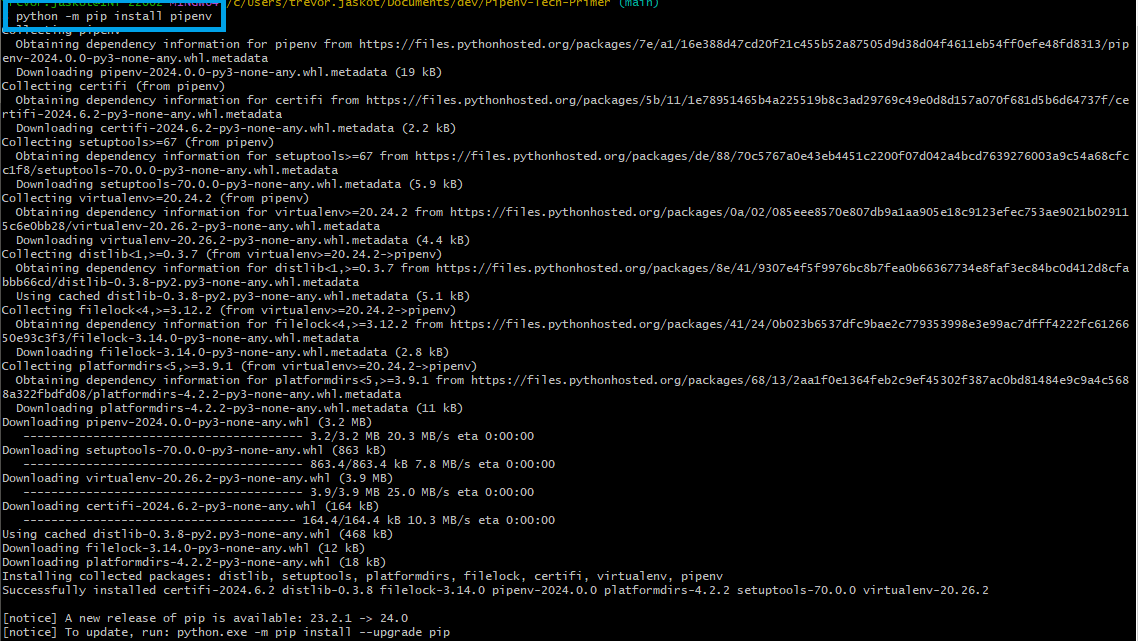 /c/Users/trevor.jaskot/Documents/dev/Pipenv-Tech-Primer (main)
python -m pip install pipenv
Collecting pipenv
  Obtaining dependency information for pipenv from https://files.pythonhosted.org/packages/7e/a1/16e388d47cd20f21c455b52a87505d9d38d04f4611eb54ff0efe48fd8313/pip
env-2024.0.0-py3-none-any.whl.metadata
  Downloading pipenv-2024.0.0-py3-none-any.whl.metadata (19 kB)
Collecting certifi (from pipenv)
  Obtaining dependency information for certifi from https://files.pythonhosted.org/packages/5b/11/1e78951465b4a225519b8c3ad29769c49e0d8d157a070f681d5b6d64737f/ce
rtifi-2024.6.2-py3-none-any.whl.metadata
  Downloading certifi-2024.6.2-py3-none-any.whl.metadata (2.2 kB)
Collecting setuptools>=67 (from pipenv)
  Obtaining dependency information for setuptools>=67 from https://files.pythonhosted.org/packages/de/88/70c5767a0e43eb4451c2200f07d042a4bcd7639276003a9c54a68cfc
c1f8/setuptools-70.0.0-py3-none-any.whl.metadata
  Downloading setuptools-70.0.0-py3-none-any.whl.metadata (5.9 kB)
Collecting virtualenv>=20.24.2 (from pipenv)
  Obtaining dependency information for virtualenv>=20.24.2 from https://files.pythonhosted.org/packages/0a/02/085eee8570e807db9a1aa905e18c9123efec753ae9021b02911
5c6e0bb28/virtualenv-20.26.2-py3-none-any.whl.metadata
  Downloading virtualenv-20.26.2-py3-none-any.whl.metadata (4.4 kB)
Collecting distlib<1,>=0.3.7 (from virtualenv>=20.24.2->pipenv)
  Obtaining dependency information for distlib<1,>=0.3.7 from https://files.pythonhosted.org/packages/8e/41/9307e4f5f9976bc8b7fea0b66367734e8faf3ec84bc0d412d8cfa
bbb66cd/distlib-0.3.8-py2.py3-none-any.whl.metadata
  Using cached distlib-0.3.8-py2.py3-none-any.whl.metadata (5.1 kB)
Collecting filelock<4,>=3.12.2 (from virtualenv>=20.24.2->pipenv)
  Obtaining dependency information for filelock<4,>=3.12.2 from https://files.pythonhosted.org/packages/41/24/0b023b6537dfc9bae2c779353998e3e99ac7dfff4222fc61266
50e93c3f3/filelock-3.14.0-py3-none-any.whl.metadata
  Downloading filelock-3.14.0-py3-none-any.whl.metadata (2.8 kB)
Collecting platformdirs<5,>=3.9.1 (from virtualenv>=20.24.2->pipenv)
  Obtaining dependency information for platformdirs<5,>=3.9.1 from https://files.pythonhosted.org/packages/68/13/2aa1f0e1364feb2c9ef45302f387ac0bd81484e9c9a4c568
8a322fbdfd08/platformdirs-4.2.2-py3-none-any.whl.metadata
  Downloading platformdirs-4.2.2-py3-none-any.whl.metadata (11 kB)
Downloading pipenv-2024.0.0-py3-none-any.whl (3.2 MB)
   ---------------------------------------- 3.2/3.2 MB 20.3 MB/s eta 0:00:00
Downloading setuptools-70.0.0-py3-none-any.whl (863 kB)
   ---------------------------------------- 863.4/863.4 kB 7.8 MB/s eta 0:00:00
Downloading virtualenv-20.26.2-py3-none-any.whl (3.9 MB)
   ---------------------------------------- 3.9/3.9 MB 25.0 MB/s eta 0:00:00
Downloading certifi-2024.6.2-py3-none-any.whl (164 kB)
   --------------------------------------- 164.4/164.4 kB 10.3 MB/s eta 0:00:00
Using cached distlib-0.3.8-py2.py3-none-any.whl (468 kB)
Downloading filelock-3.14.0-py3-none-any.whl (12 kB)
Downloading platformdirs-4.2.2-py3-none-any.whl (18 kB)
Installing collected packages: distlib, setuptools, platformdirs, filelock, certifi, virtualenv, pipenv
Successfully installed certifi-2024.6.2 distlib-0.3.8 filelock-3.14.0 pipenv-2024.0.0 platformdirs-4.2.2 setuptools-70.0.0 virtualenv-20.26.2
[notice] A new release of pip is available: 23.2.1 -> 24.0
[notice] To update, run: python.exe -m pip install --upgrade pip